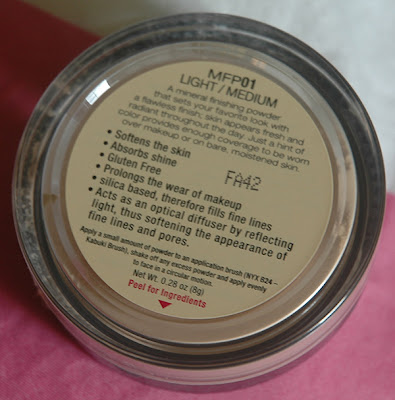 MFP01
LIGHT/MEDIUM
A mineral finishing powder
that sets your favorite look with
a flawless finish; skin appears fresh and
radiant throughout the day. Just a hint of
color provides enough coverage to be worn
over makeup or on bare, moistened skin.
• Softens the skin
• Absorbs shine
• Gluten Free
• Prolongs the wear of makeup
• silica based, therefore fills fine lines
• Acts as an optical diffuser by reflecting
light, thus softening the appearance of
fine lines and pores.
FA42
Apply a small amount of powder to an application brush (NYX B24 –
Kabuki Brush), shake off any excess powder and apply evenly
to face in a circular motion.
Net Wt. 0.28 oz (8g)
Peel for Ingredients